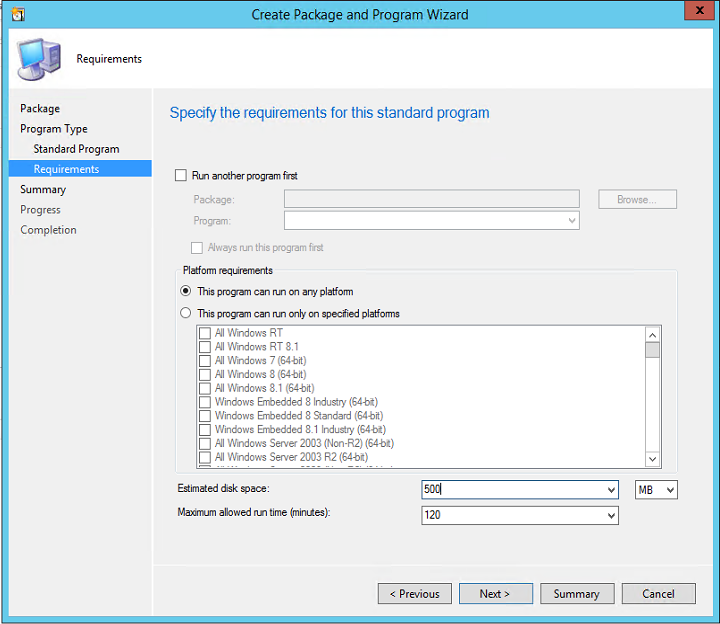 Create Package and Program Wizard
X
Requirements
Package
Program Type
Standard Program
Requirements
Summary
Progress
Completion
Specify the requirements for this standard program
Run another program first
Package:
Browse...
Program:
Always run this program first
Platform requirements
This program can run on any platform
This program can run only on specified platforms
All Windows RT
All Windows RT 8.1
All Windows 7 (64-bit)
All Windows 8 (64-bit)
All Windows 8.1 (64-bit)
Windows Embedded 8 Industry (64-bit)
Windows Embedded 8 Standard (64-bit)
Windows Embedded 8.1 Industry (64-bit)
All Windows Server 2003 (Non-R2) (64-bit)
All Windows Server 2003 R2 (64-bit)
Estimated disk space: 500 MB
Maximum allowed run time (minutes): 120
< Previous Next > Summary Cancel